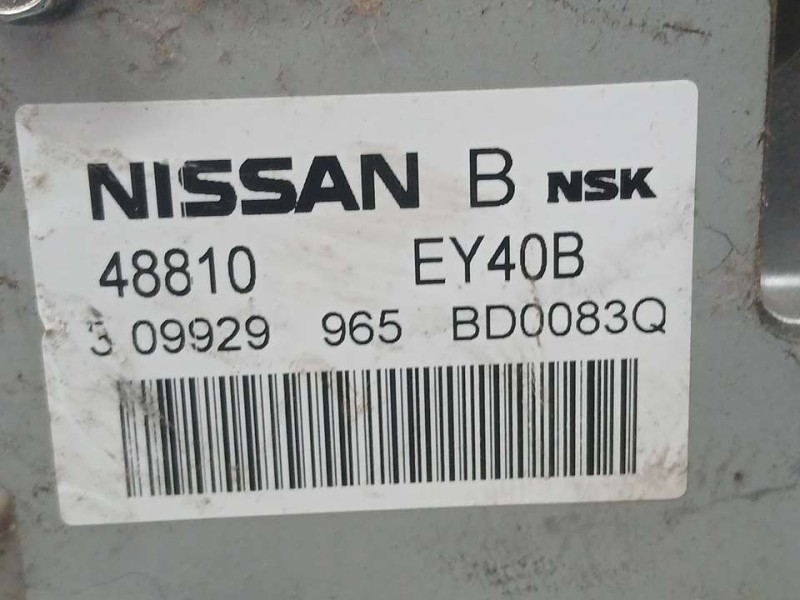 NISSAN B NSK
48810 EY40B
3 09929 965 BD0083Q